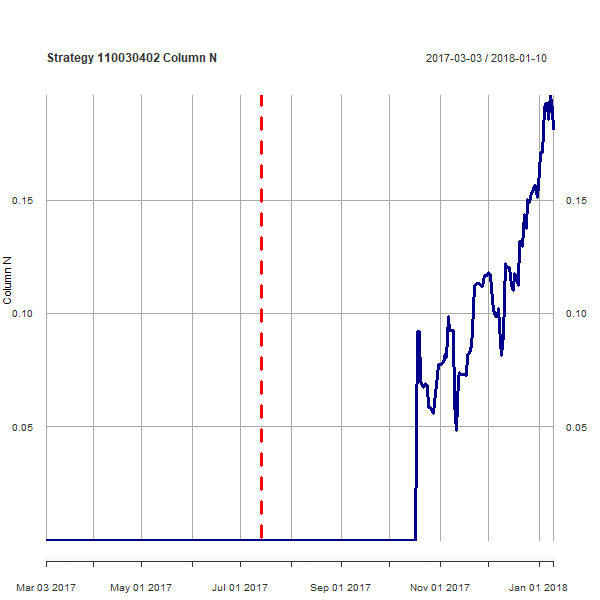 Strategy 110030402 Column N
2017-03-03 / 2018-01-10
Column N
0.15
0.10
0.05
0.15
0.10
0.05
Mar 03 2017
May 01 2017
Jul 01 2017
Sep 01 2017
Nov 01 2017
Jan 01 2018